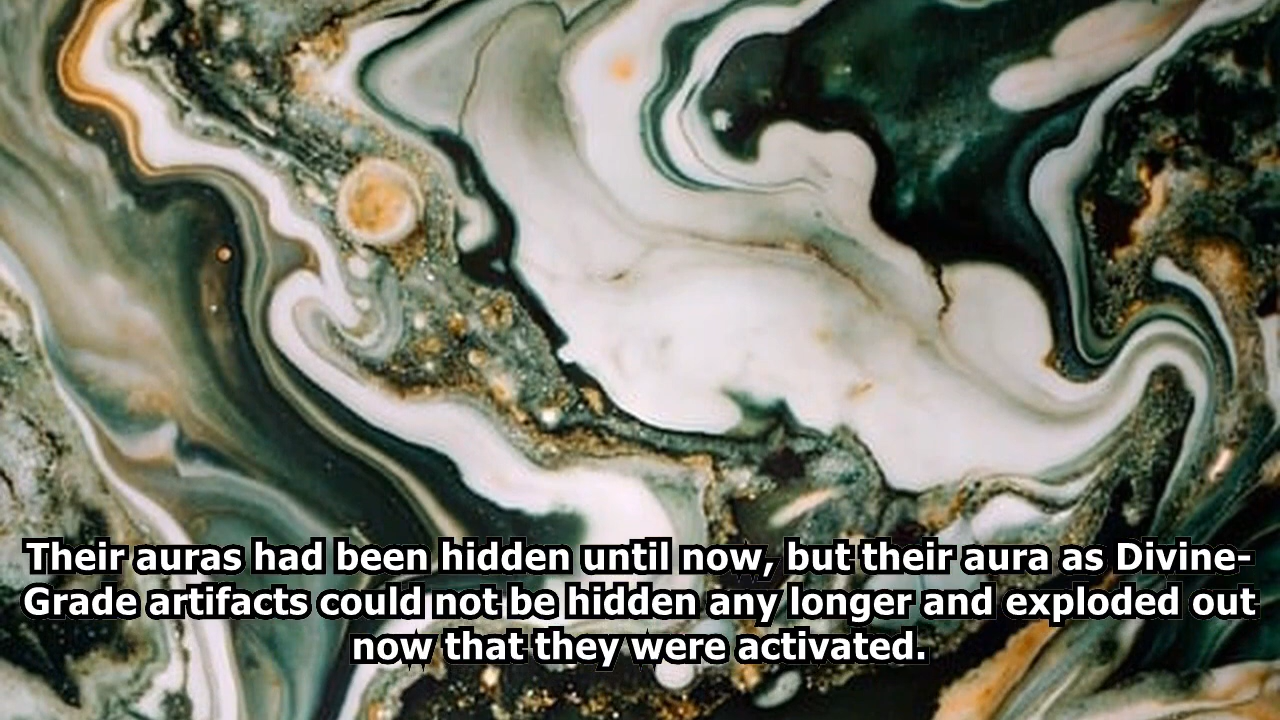 Their auras had been hidden until now, but their aura as Divine-
Grade artifacts could not be hidden any longer and exploded out
now that they were activated.